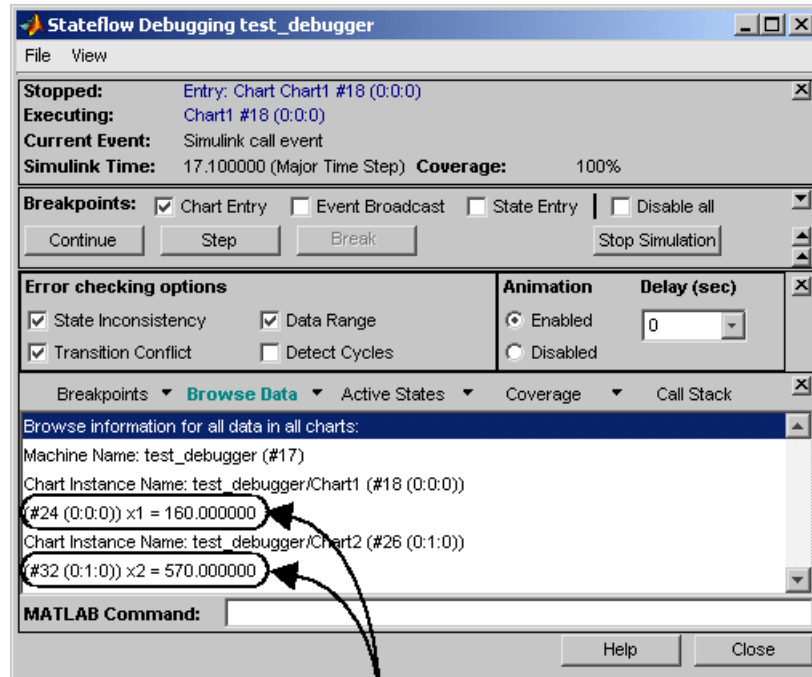 Stateflow Debugging test_debugger
File View
Stopped: Entry: Chart Chart1 #18 (0:0:0)
Executing: Chart1 #18 (0:0:0)
Current Event: Simulink call event
Simulink Time: 17.100000 (Major Time Step) Coverage: 100%
Breakpoints: Chart Entry Event Broadcast State Entry Disable all
Continue Step Break Stop Simulation
Error checking options Animation Delay (sec)
State Inconsistency Data Range Enabled 0
Transition Conflict Detect Cycles Disabled
Breakpoints Browse Data Active States Coverage Call Stack
Browse information for all data in all charts:
Machine Name: test_debugger (#17)
Chart Instance Name: test_debugger/Chart1 (#18 (0:0:0))
(#24 (0:0:0)) x1 = 160.000000
Chart Instance Name: test_debugger/Chart2 (#26 (0:1:0))
(#32 (0:1:0)) x2 = 570.000000
MATLAB Command:
Help Close